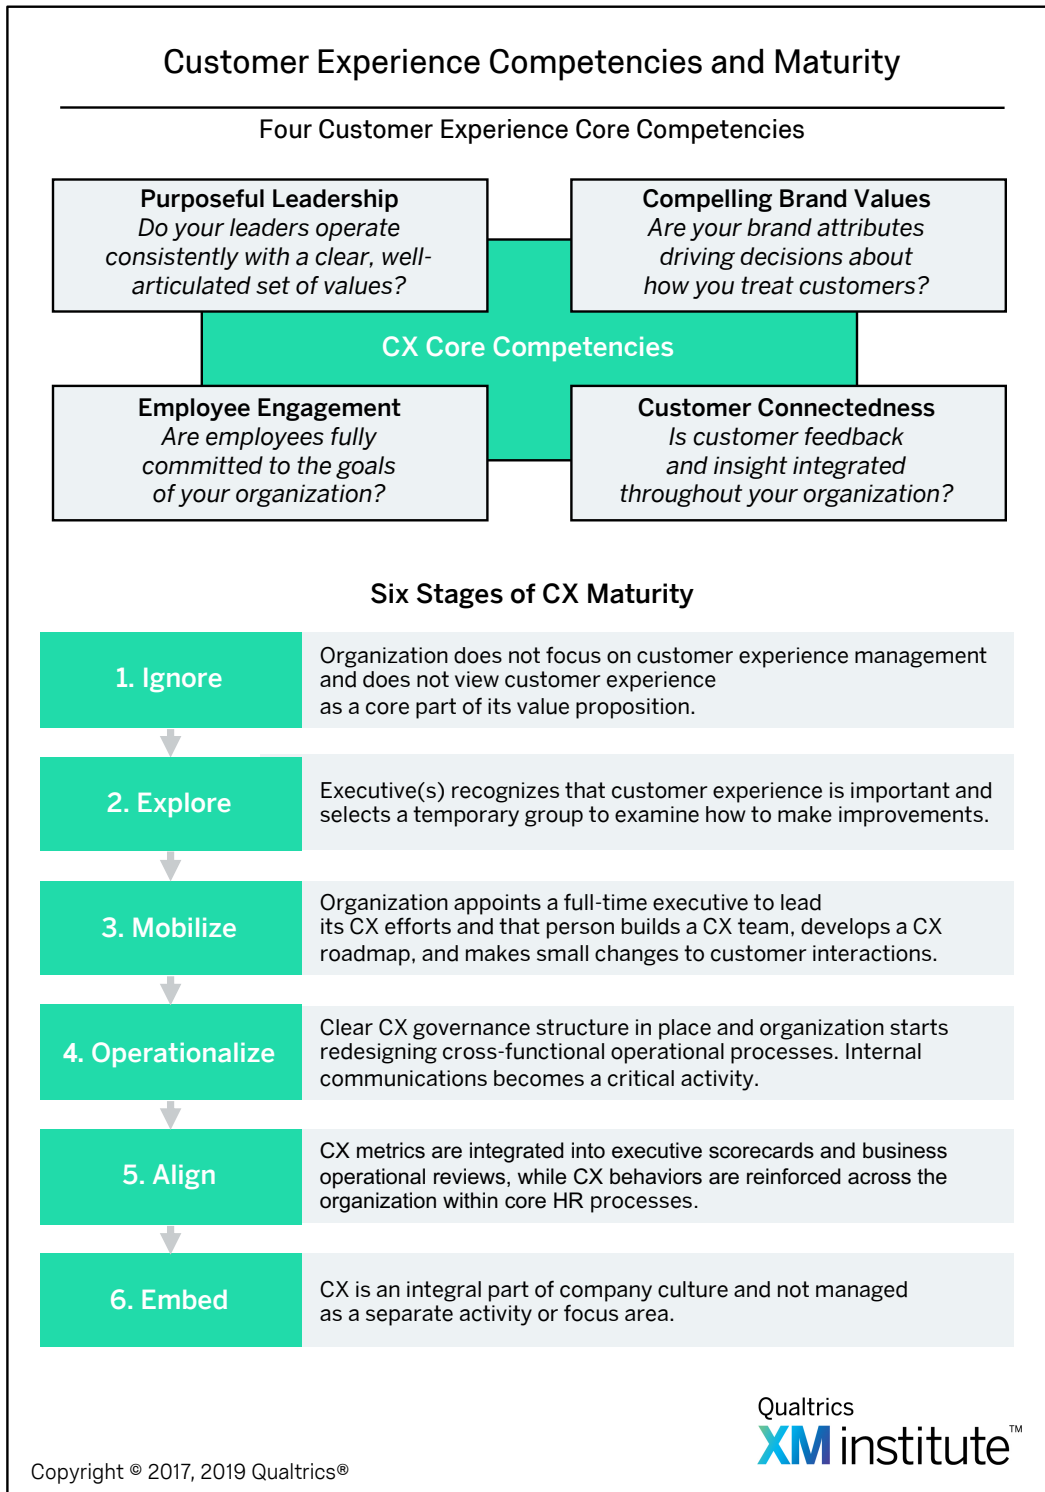 Customer Experience Competencies and Maturity
Four Customer Experience Core Competencies
Purposeful Leadership
Do your leaders operate
consistently with a clear, well-
articulated set of values?
Compelling Brand Values
Are your brand attributes
driving decisions about
how you treat customers?
CX Core Competencies
Employee Engagement
Are employees fully
committed to the goals
of your organization?
Customer Connectedness
Is customer feedback
and insight integrated
throughout your organization?
Six Stages of CX Maturity
1. Ignore
Organization does not focus on customer experience management
and does not view customer experience
as a core part of its value proposition.
2. Explore
Executive(s) recognizes that customer experience is important and
selects a temporary group to examine how to make improvements.
3. Mobilize
Organization appoints a full-time executive to lead
its CX efforts and that person builds a CX team, develops a CX
roadmap, and makes small changes to customer interactions.
4. Operationalize
Clear CX governance structure in place and organization starts
redesigning cross-functional operational processes. Internal
communications becomes a critical activity.
5. Align
CX metrics are integrated into executive scorecards and business
operational reviews, while CX behaviors are reinforced across the
organization within core HR processes.
6. Embed
CX is an integral part of company culture and not managed
as a separate activity or focus area.
Qualtrics
XM institute™
Copyright © 2017, 2019 Qualtrics®